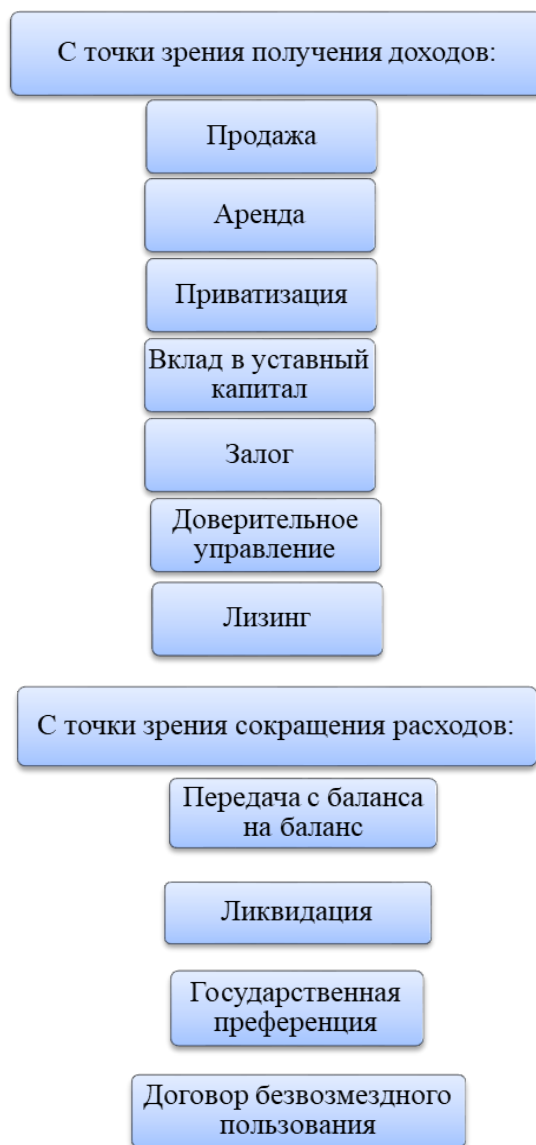 С точки зрения получения доходов:
Продажа
Аренда
Приватизация
Вклад в уставный
капитал
Залог
Доверительное
управление
Лизинг
С точки зрения сокращения расходов:
Передача с баланса
на баланс
Ликвидация
Государственная
преференция
Договор безвозмездного
пользования